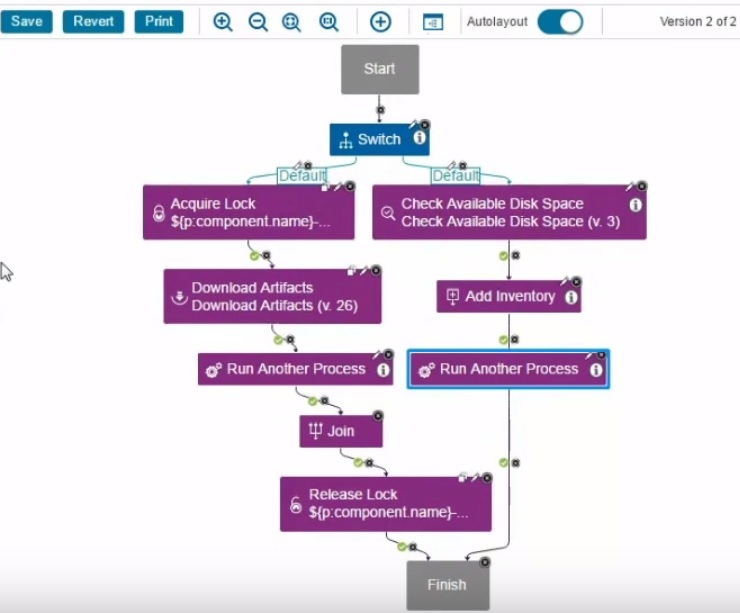 Save Revert Print Autolayout Version 2 of 2
Start
Switch
Default Default
Acquire Lock
${p:component.name}-...
Check Available Disk Space
Check Available Disk Space (v. 3)
Download Artifacts
Download Artifacts (v. 26)
Add Inventory
Run Another Process
Run Another Process
Join
Release Lock
${p:component.name}-...
Finish